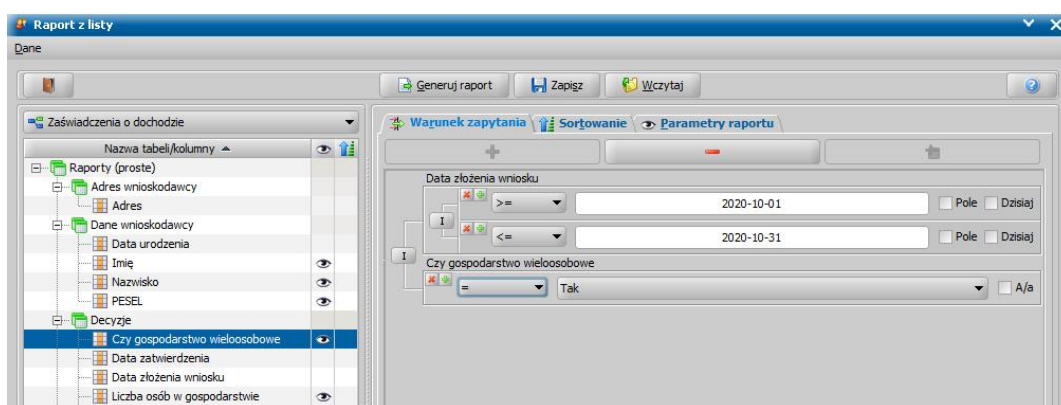 Raport z listy
Dane
Generuj raport Zapisz Wczytaj
Zaświadczenia o dochodzie
Nazwa tabeli/kolumny
Raporty (proste)
Adres wnioskodawcy
Adres
Dane wnioskodawcy
Data urodzenia
Imię
Nazwisko
PESEL
Decyzje
Czy gospodarstwo wieloosobowe
Data zatwierdzenia
Data złożenia wniosku
Liczba osób w gospodarstwie
Warunek zapytania Sortowanie Parametry raportu
Data złożenia wniosku
>= 2020-10-01 Pole Dzisiaj
I
<= 2020-10-31 Pole Dzisiaj
I
Czy gospodarstwo wieloosobowe
= Tak A/a